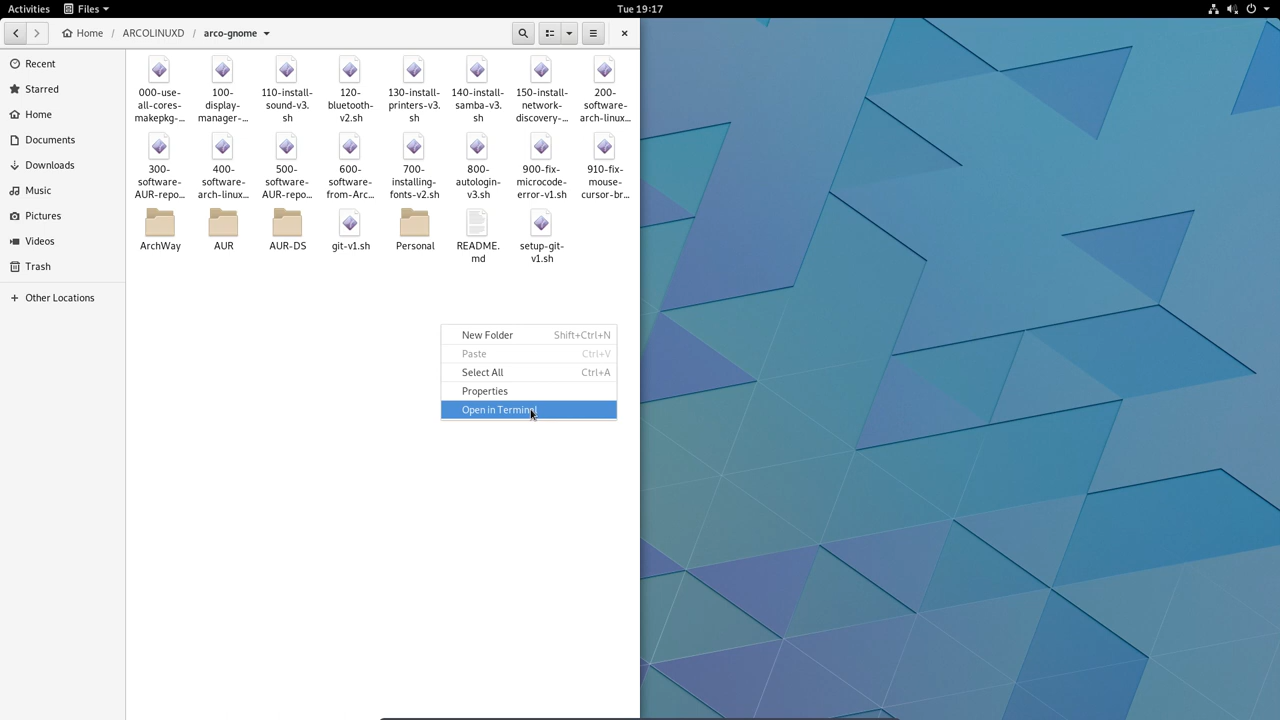 Activities
Files
Tue 19:17
Home
/
ARCOLINUXD
/
arco-gnome
Recent
Starred
Home
Documents
Downloads
Music
Pictures
Videos
Trash
Other Locations
000-use-
all-cores-
makepkg-…
100-
display-
manager-…
110-install-
sound-v3.
sh
120-
bluetooth-
v2.sh
130-install-
printers-v3.
sh
140-install-
samba-v3.
sh
150-install-
network-
discovery-…
200-
software-
arch-linux…
300-
software-
AUR-repo…
400-
software-
arch-linux…
500-
software-
AUR-repo…
600-
software-
from-Arc…
700-
installing-
fonts-v2.sh
800-
autologin-
v3.sh
900-fix-
microcode-
error-v1.sh
910-fix-
mouse-
cursor-br…
ArchWay
AUR
AUR-DS
git-v1.sh
Personal
README.
md
setup-git-
v1.sh
New Folder Shift+Ctrl+N
Paste Ctrl+V
Select All Ctrl+A
Properties
Open in Terminal